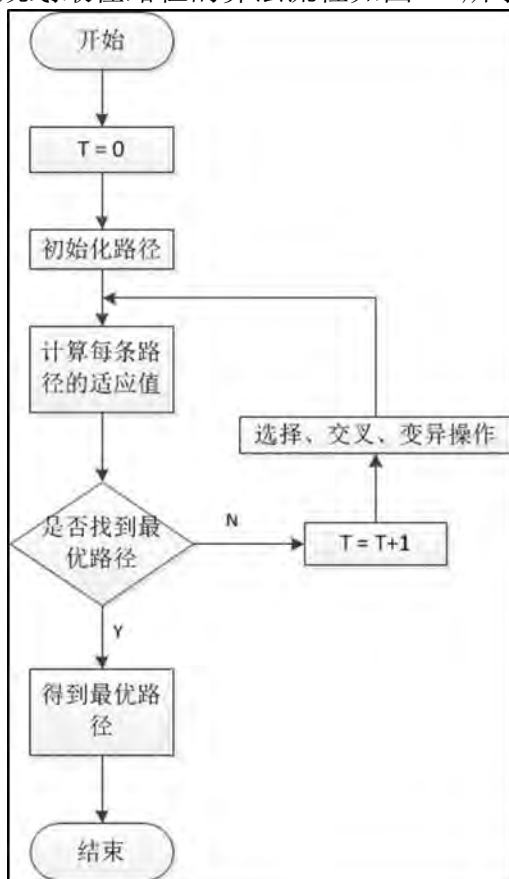 开始
T = 0
初始化路径
计算每条路
径的适应值
选择、交叉、变异操作
是否找到最
优路径
N
T = T+1
Y
得到最优路
径
结束